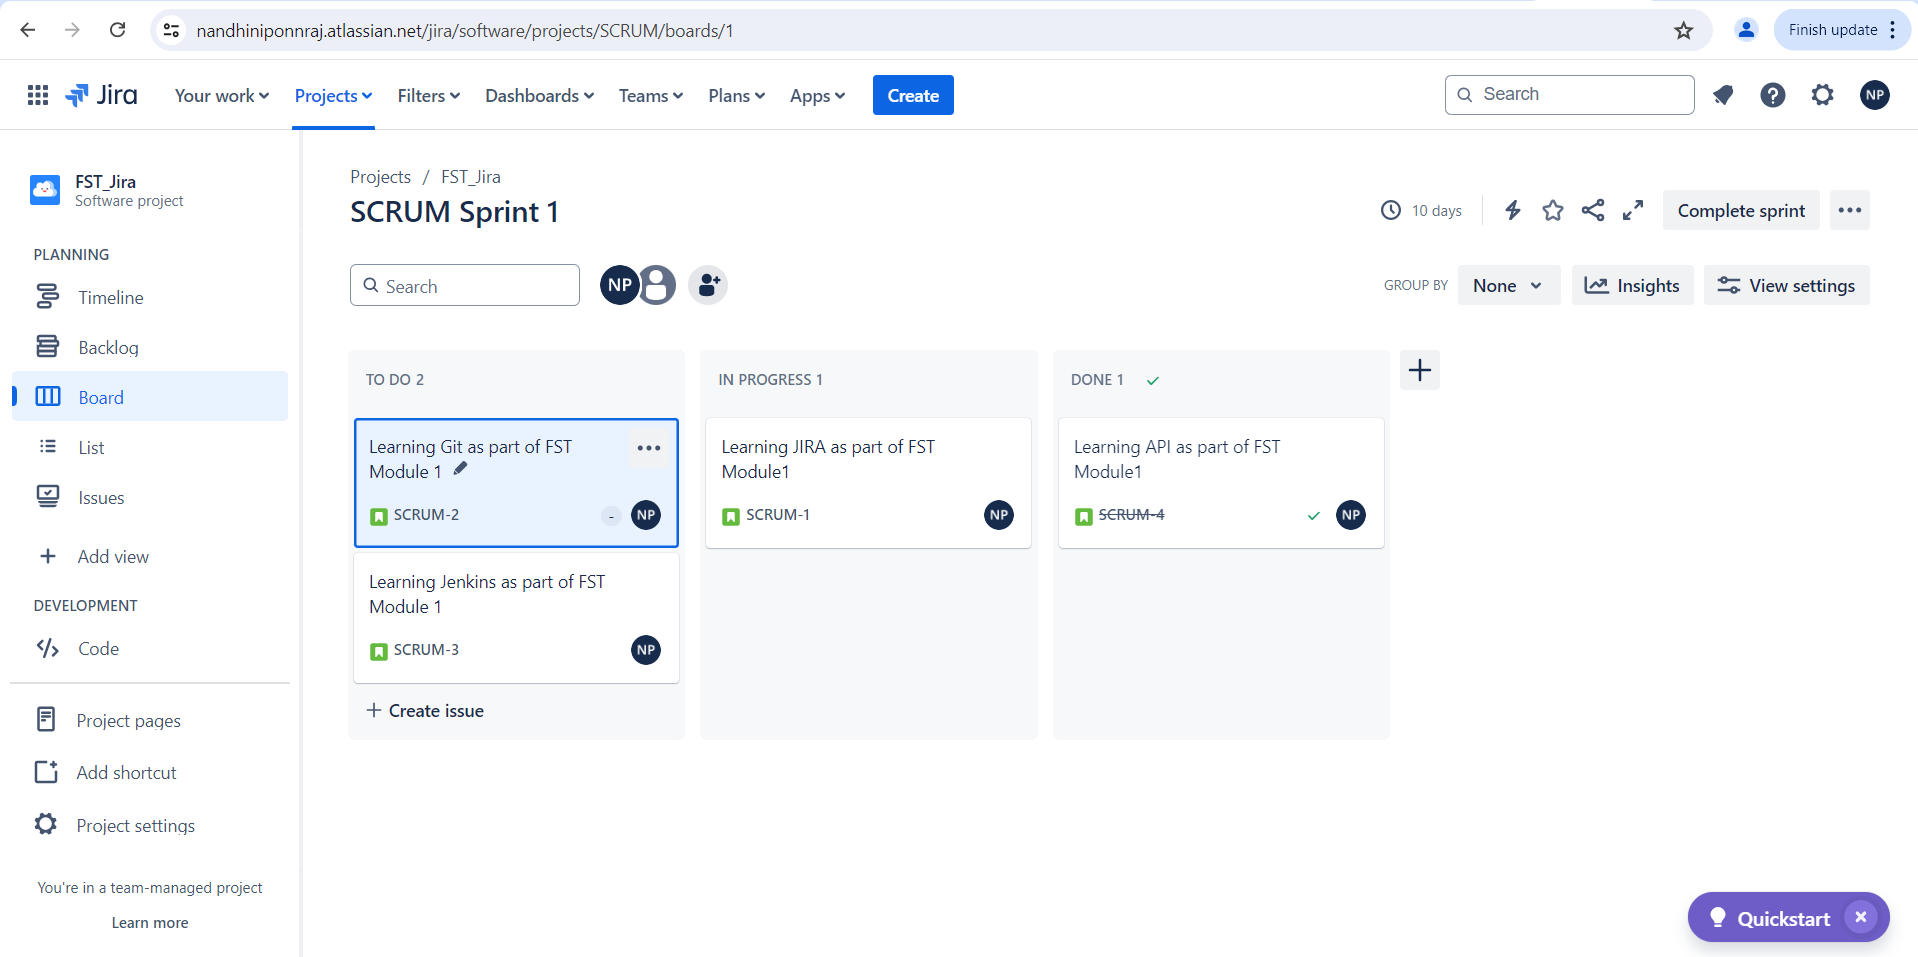 nandhiniponnraj.atlassian.net/jira/software/projects/SCRUM/boards/1
Finish update
Jira
Your work
Projects
Filters
Dashboards
Teams
Plans
Apps
Create
Search
NP
FST_Jira
Software project
PLANNING
Timeline
Backlog
Board
List
Issues
Add view
DEVELOPMENT
Code
Project pages
Add shortcut
Project settings
You're in a team-managed project
Learn more
Projects / FST_Jira
SCRUM Sprint 1
10 days
Complete sprint
Search
NP
GROUP BY
None
Insights
View settings
TO DO 2
Learning Git as part of FST
Module 1
SCRUM-2
-
NP
Learning Jenkins as part of FST
Module 1
SCRUM-3
NP
Create issue
IN PROGRESS 1
Learning JIRA as part of FST
Module1
SCRUM-1
NP
DONE 1
Learning API as part of FST
Module1
SCRUM-4
NP
Quickstart